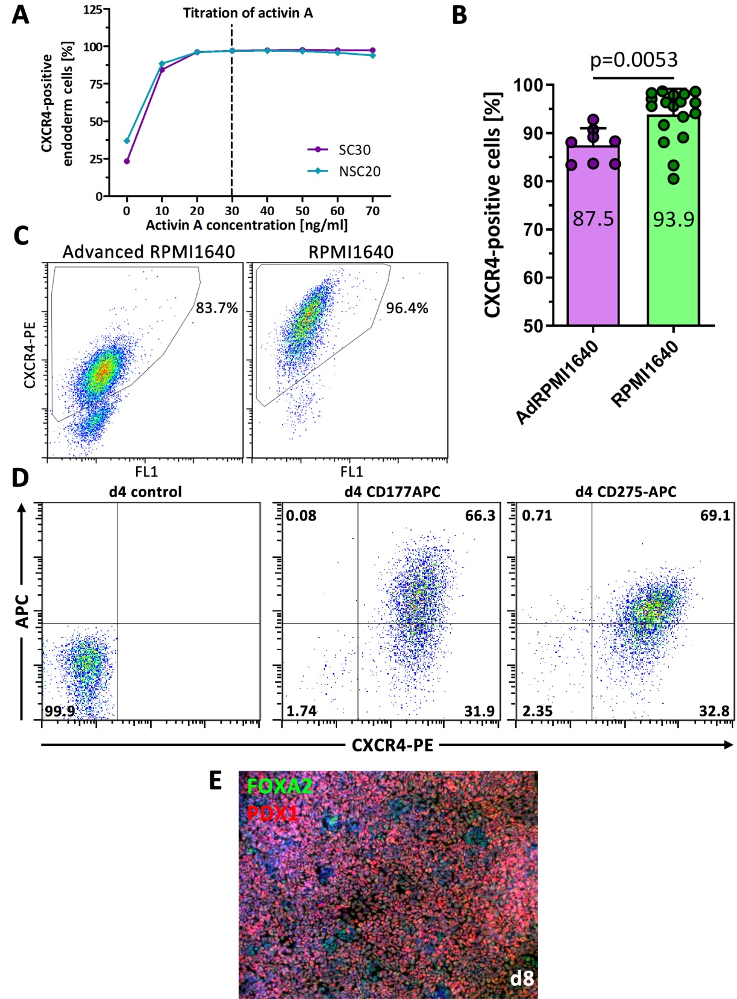 A
Titration of activin A
CXCR4-positive
endoderm cells [%]
125
100
75
50
25
0
SC30
NSC20
0 10 20 30 40 50 60 70
Activin A concentration [ng/ml]
B
p=0.0053
CXCR4-positive cells [%]
100
90
80
70
60
50
87.5
93.9
AdRPMI1640
RPMI1640
C
Advanced RPMI1640
RPMI1640
CXCR4-PE
83.7%
96.4%
FL1
FL1
D
d4 control
d4 CD177APC
d4 CD275-APC
APC
99.9
0.08
66.3
1.74
31.9
0.71
69.1
2.35
32.8
CXCR4-PE
E
FOXA2
PDX1
d8